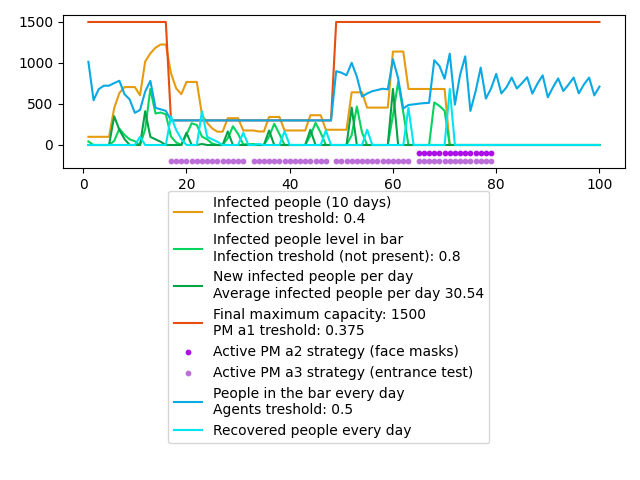 1500
1000
500
0
0 20 40 60 80 100
Infected people (10 days)
Infection treshold: 0.4
Infected people level in bar
Infection treshold (not present): 0.8
New infected people per day
Average infected people per day 30.54
Final maximum capacity: 1500
PM a1 treshold: 0.375
Active PM a2 strategy (face masks)
Active PM a3 strategy (entrance test)
People in the bar every day
Agents treshold: 0.5
Recovered people every day